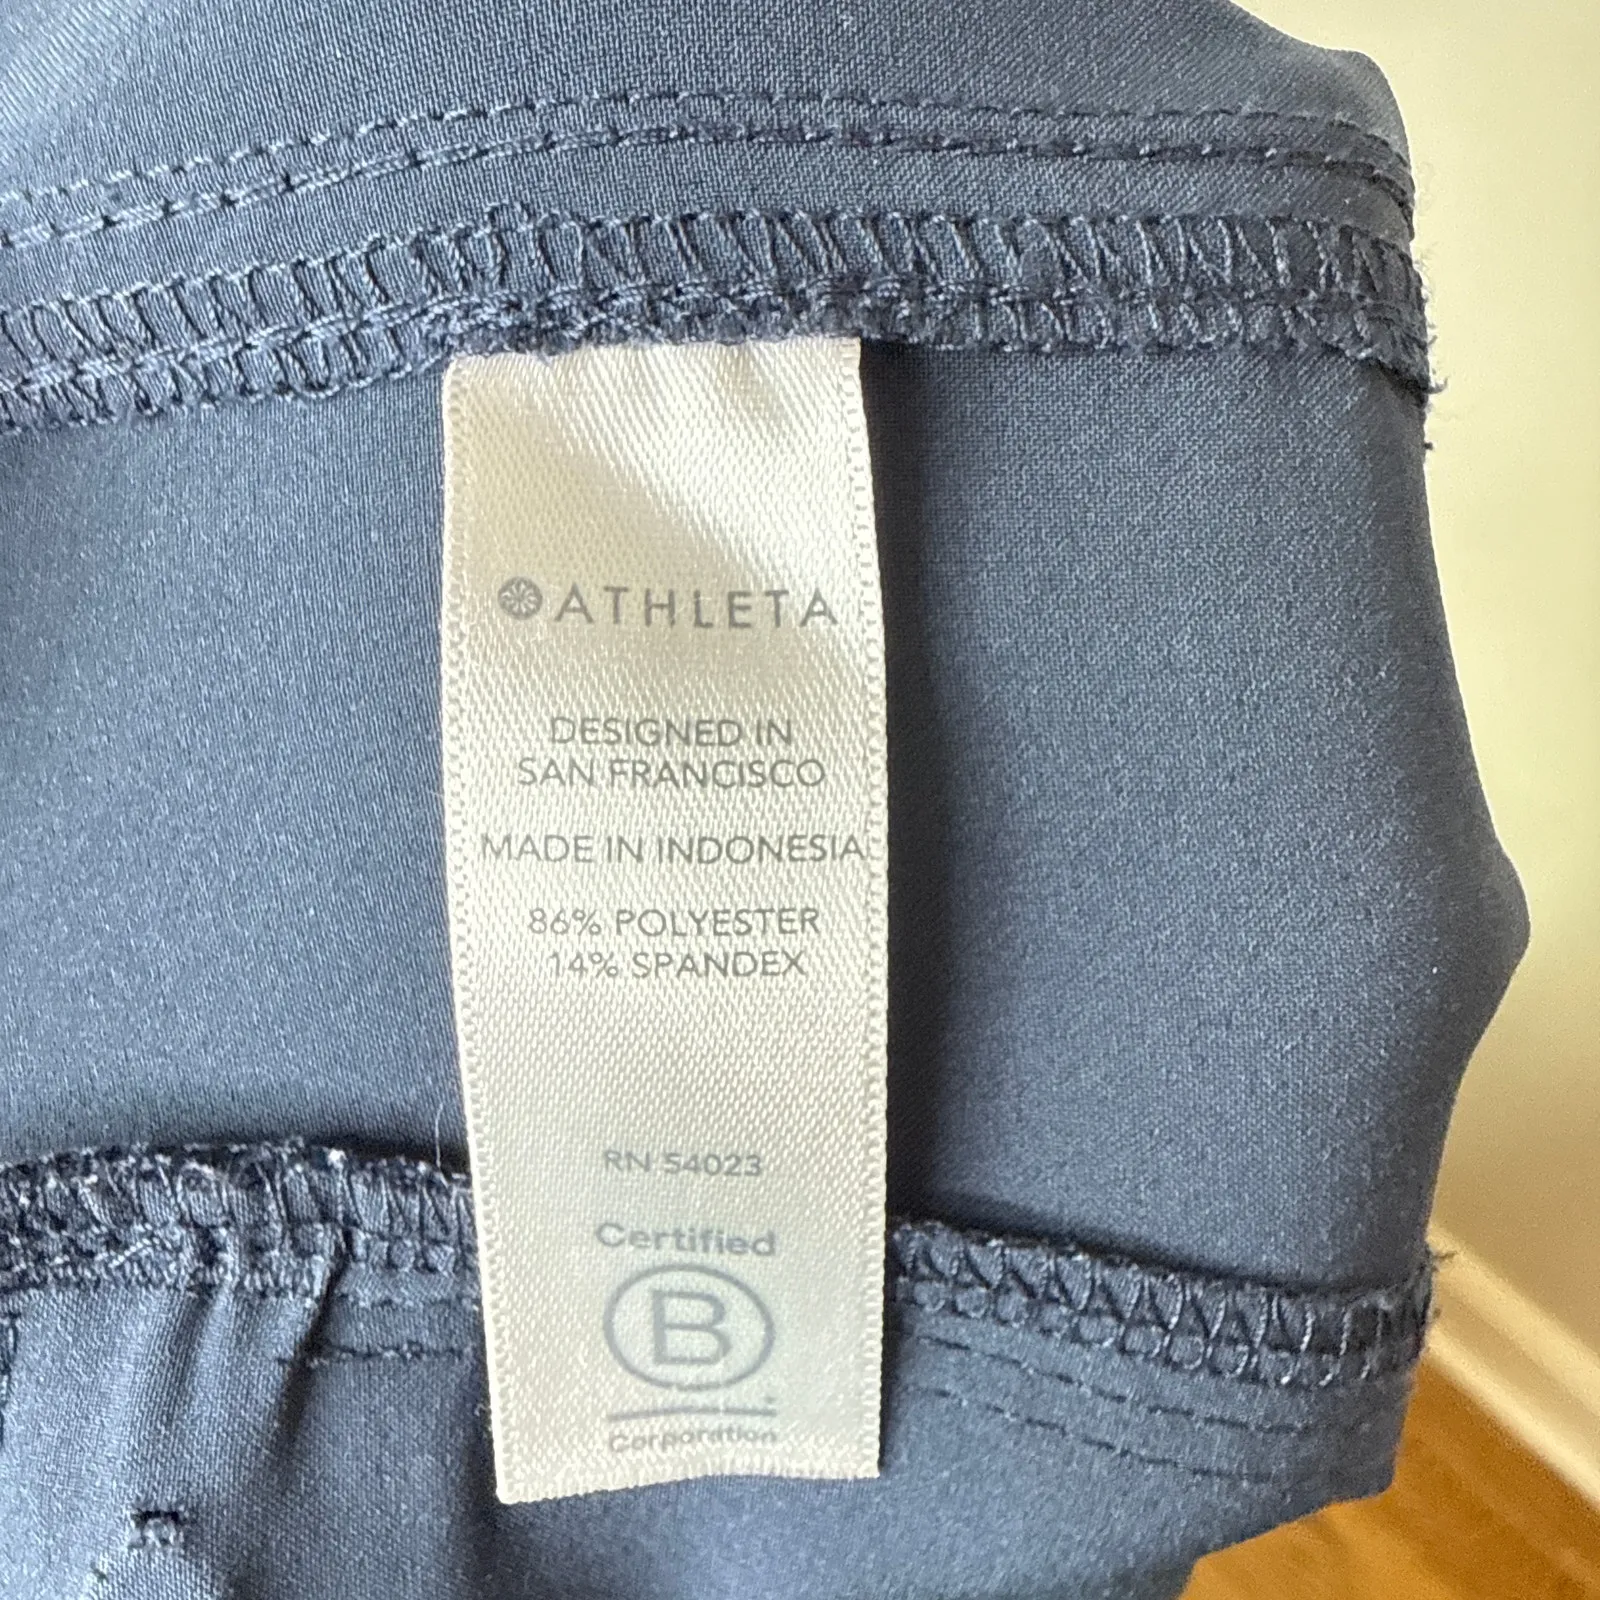 ATHLETA
DESIGNED IN
SAN FRANCISCO
MADE IN INDONESIA
86% POLYESTER
14% SPANDEX
RN 54023
Certified
B
Corporation